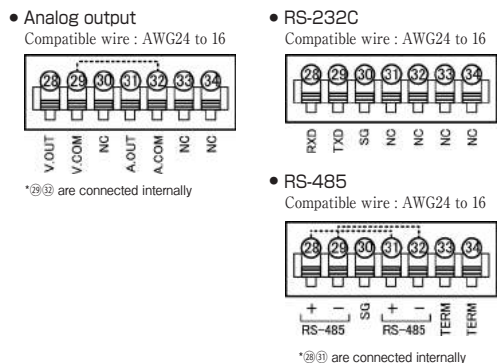 • Analog output
Compatible wire : AWG24 to 16
28 29 30 31 32 33 34
V.OUT V.COM NC A.OUT A.COM NC NC
*㉙㉜ are connected internally
• RS-232C
Compatible wire : AWG24 to 16
28 29 30 31 32 33 34
RXD TXD SG NC NC NC NC
• RS-485
Compatible wire : AWG24 to 16
28 29 30 31 32 33 34
+ − SG + − TERM TERM
RS-485 RS-485
*㉘㉛ are connected internally